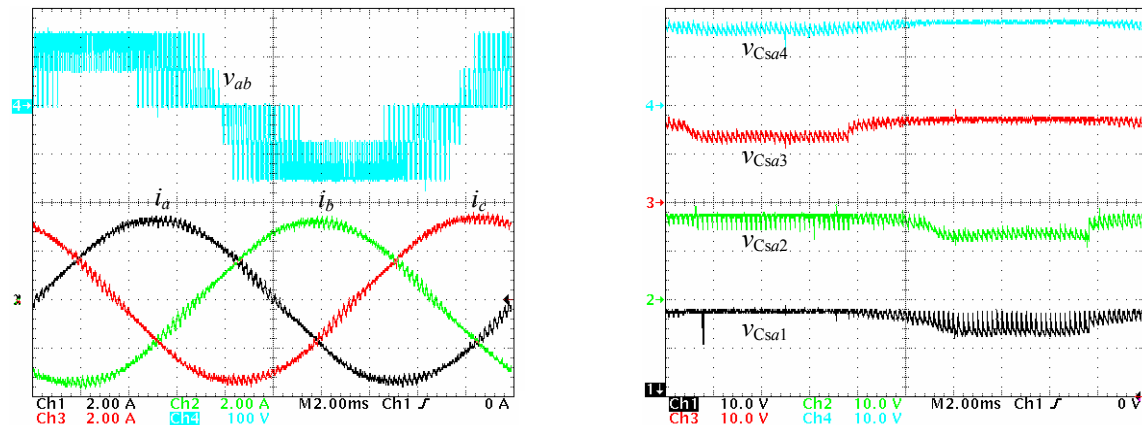 4
v_ab
i_a i_b i_c
Ch1 2.00 A Ch2 2.00 A M2.00ms Ch1 0 A
Ch3 2.00 A Ch4 100 V
v_Csa4
4
v_Csa3
3
v_Csa2
2
v_Csa1
1
Ch1 10.0 V Ch2 10.0 V M2.00ms Ch1 0 V
Ch3 10.0 V Ch4 10.0 V